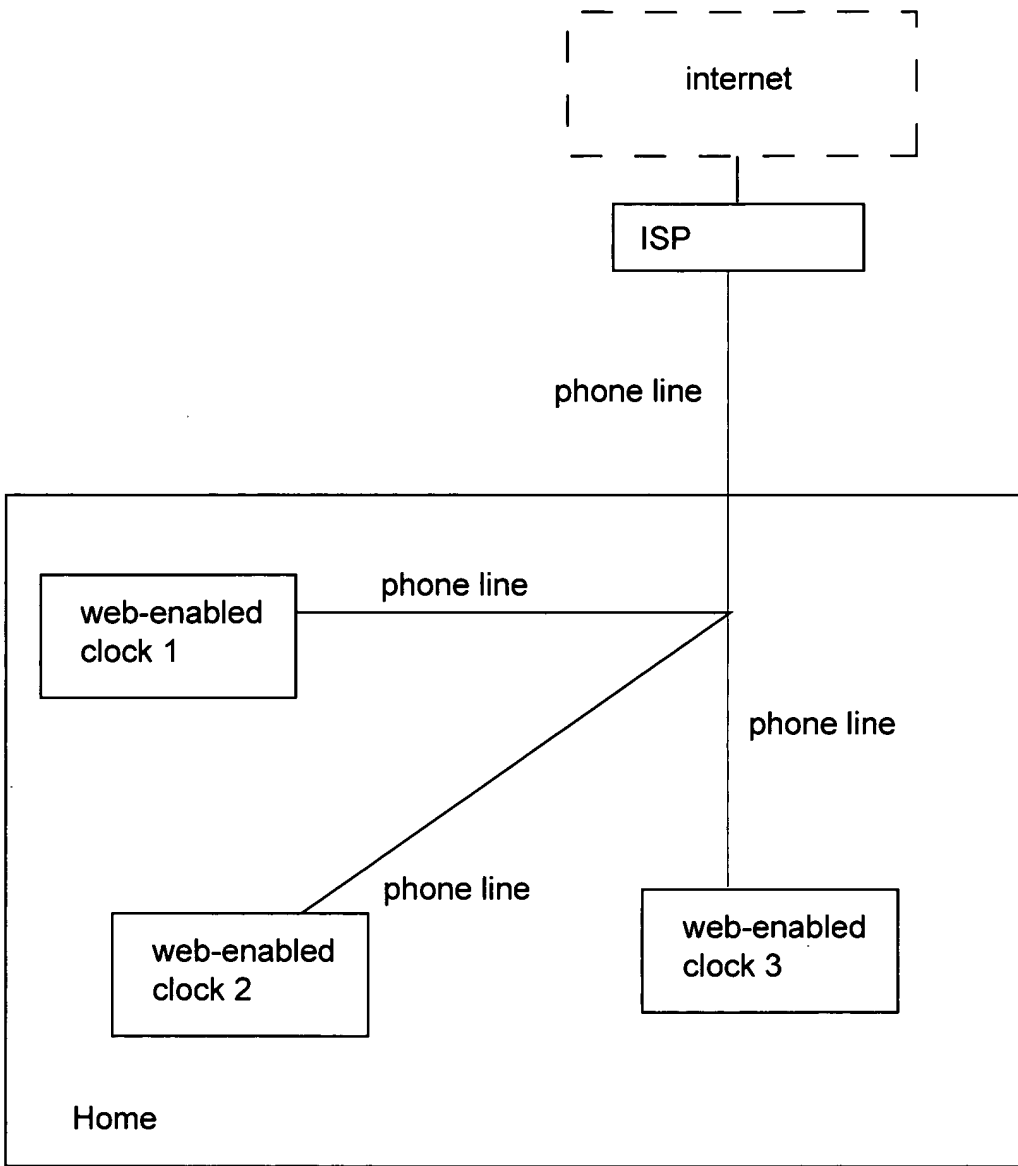 internet
ISP
phone line
phone line
web-enabled
clock 1
phone line
phone line
web-enabled
clock 2
web-enabled
clock 3
Home